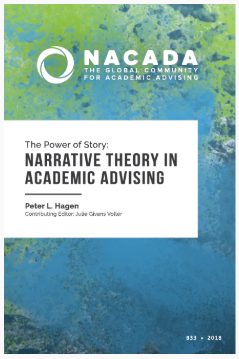 NACADA
THE GLOBAL COMMUNITY
FOR ACADEMIC ADVISING
The Power of Story:
NARRATIVE THEORY IN
ACADEMIC ADVISING
Peter L. Hagen
Contributing Editor: Julie Givans Voller
B33 • 2018